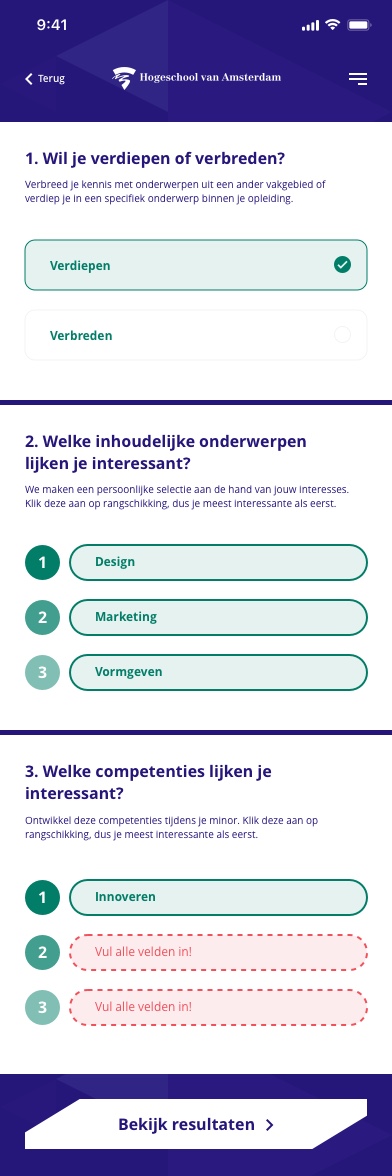 9:41
Terug
Hogeschool van Amsterdam
1. Wil je verdiepen of verbreden?
Verbreed je kennis met onderwerpen uit een ander vakgebied of
verdiep je in een specifiek onderwerp binnen je opleiding.
Verdiepen
Verbreden
2. Welke inhoudelijke onderwerpen
lijken je interessant?
We maken een persoonlijke selectie aan de hand van jouw interesses.
Klik deze aan op rangschikking, dus je meest interessante als eerst.
1 Design
2 Marketing
3 Vormgeven
3. Welke competenties lijken je
interessant?
Ontwikkel deze competenties tijdens je minor. Klik deze aan op
rangschikking, dus je meest interessante als eerst.
1 Innoveren
2 Vul alle velden in!
3 Vul alle velden in!
Bekijk resultaten